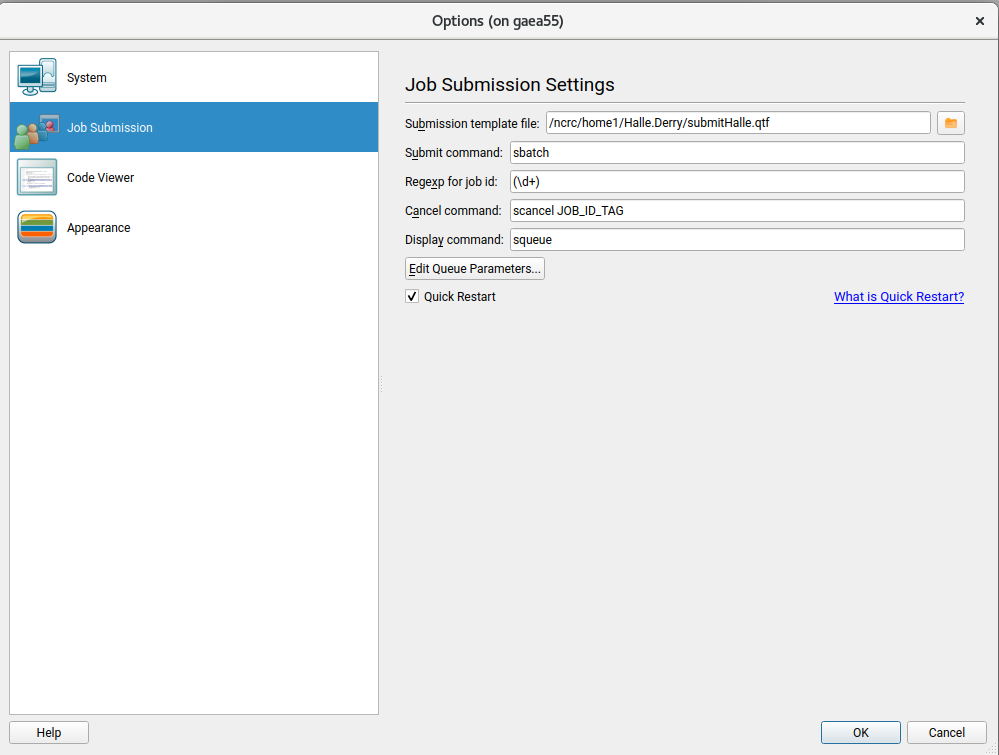 Options (on gaea55)
System
Job Submission
Code Viewer
Appearance
Job Submission Settings
Submission template file: /ncrc/home1/Halle.Derry/submitHalle.qtf
Submit command: sbatch
Regexp for job id: (\d+)
Cancel command: scancel JOB_ID_TAG
Display command: squeue
Edit Queue Parameters...
Quick Restart What is Quick Restart?
Help OK Cancel